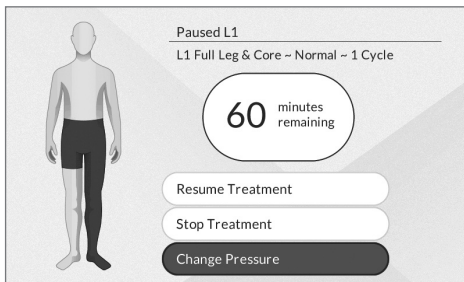 Paused L1
L1 Full Leg & Core ~ Normal ~ 1 Cycle
60 minutes
remaining
Resume Treatment
Stop Treatment
Change Pressure